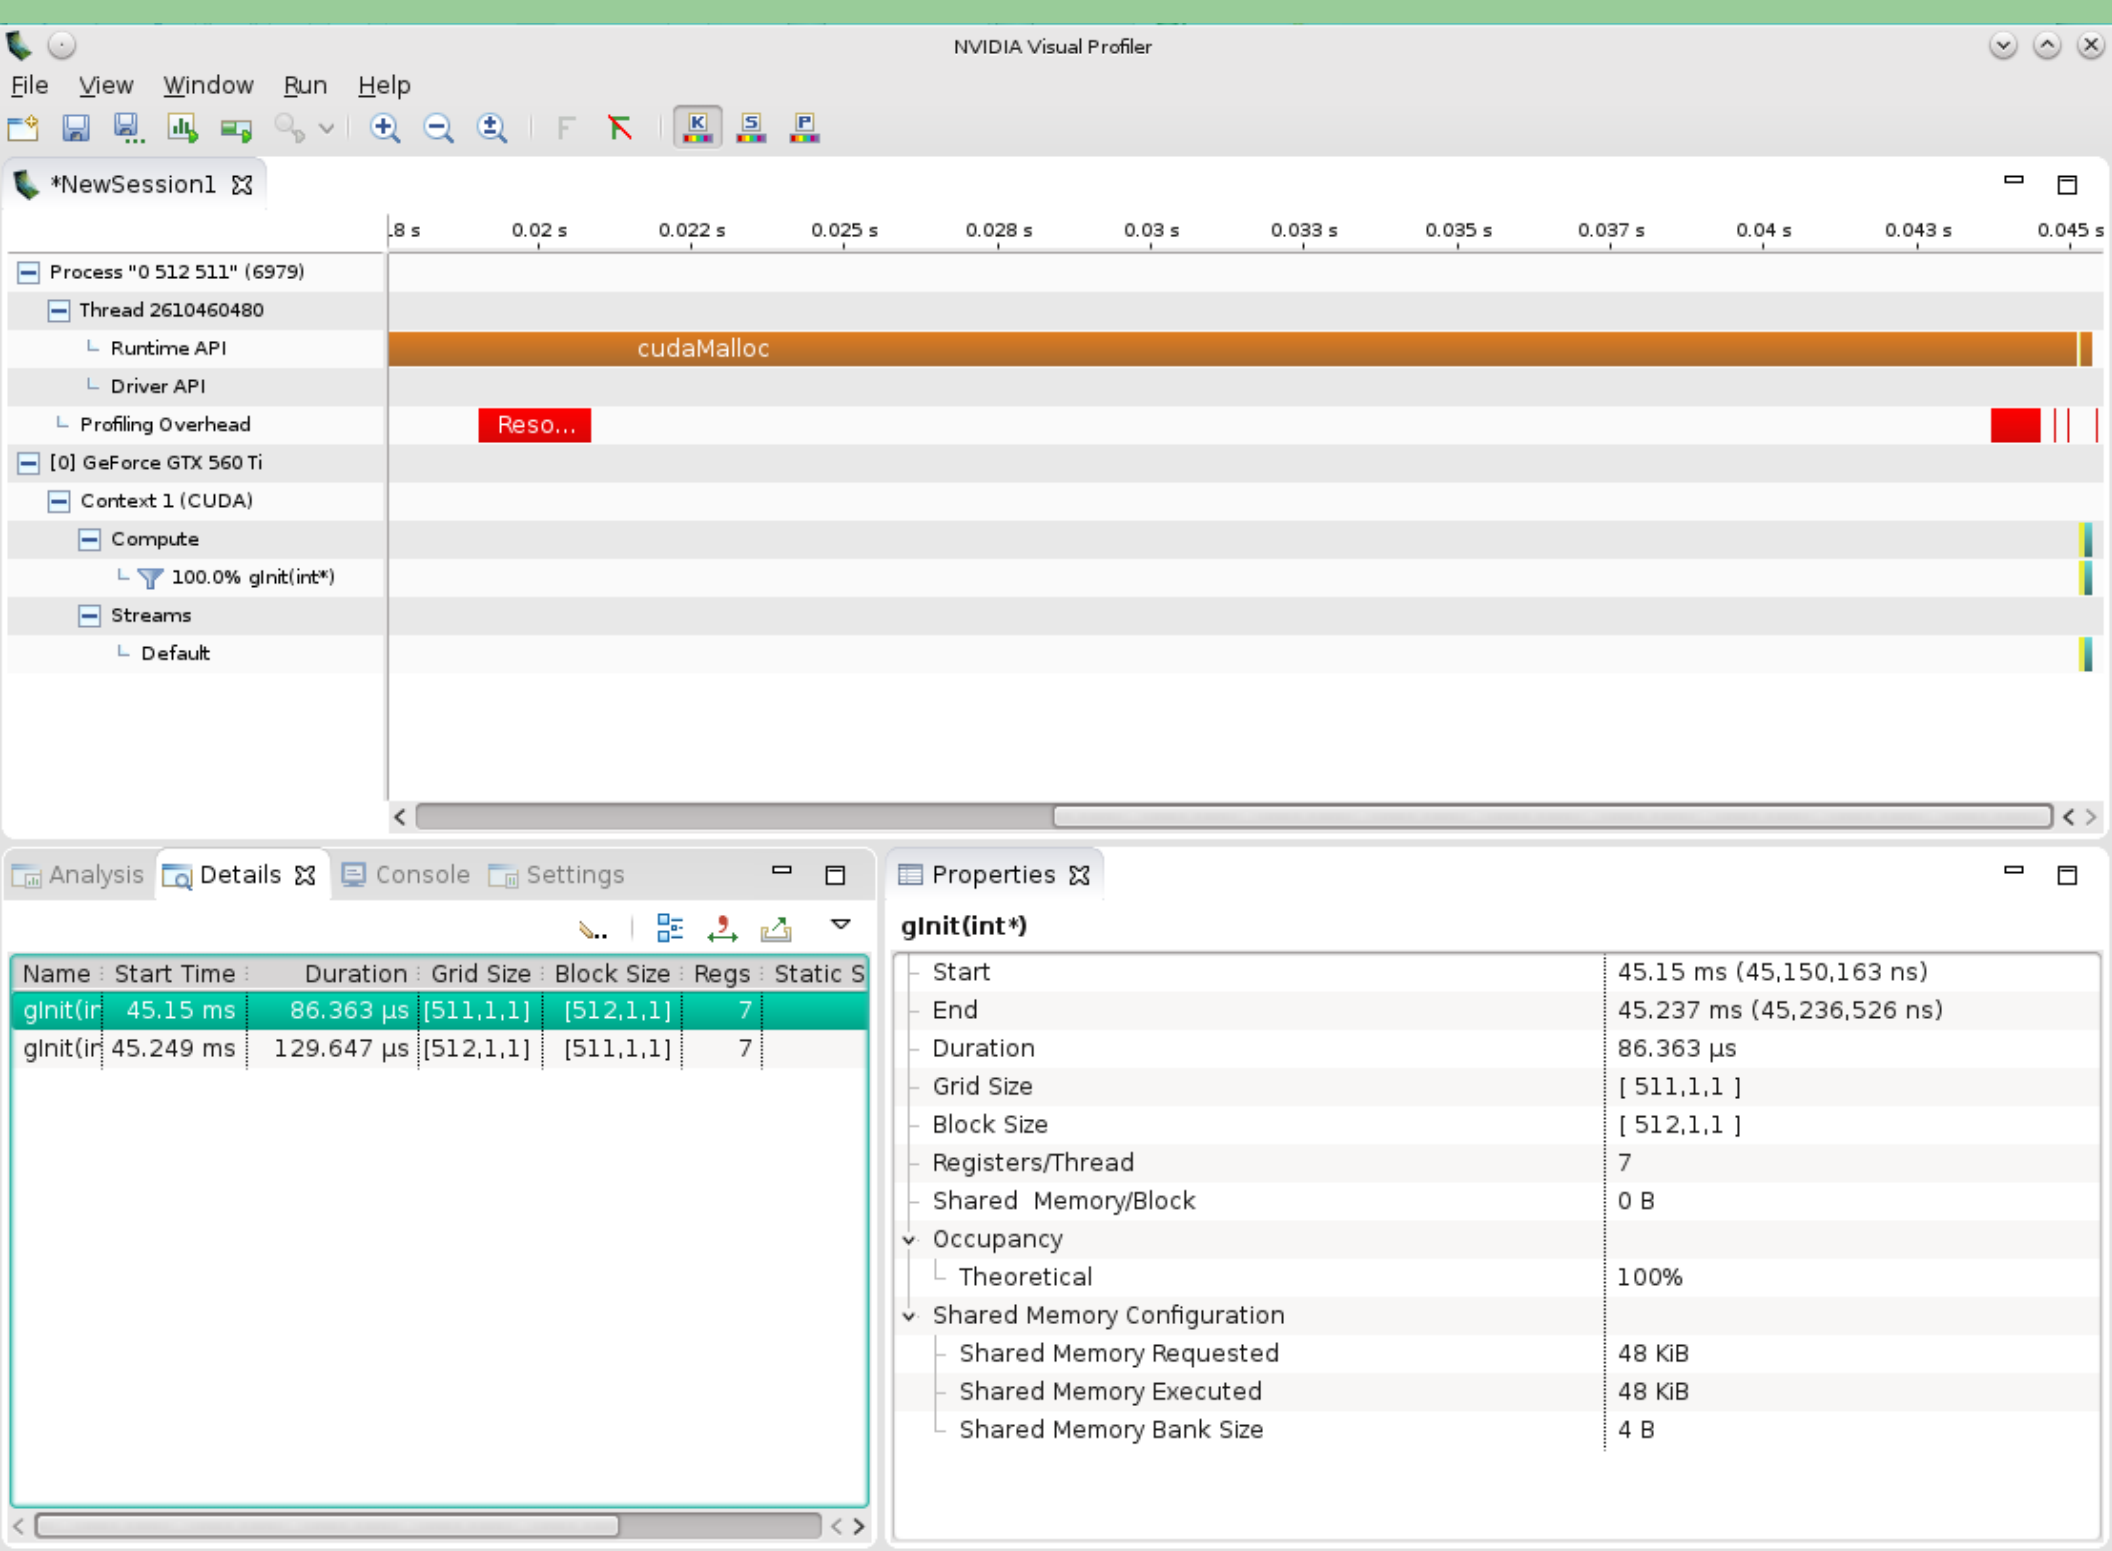 NVIDIA Visual Profiler
File View Window Run Help
F K S P
*NewSession1
.8 s 0.02 s 0.022 s 0.025 s 0.028 s 0.03 s 0.033 s 0.035 s 0.037 s 0.04 s 0.043 s 0.045 s
Process "0 512 511" (6979)
Thread 2610460480
Runtime API cudaMalloc
Driver API
Profiling Overhead Reso...
[0] GeForce GTX 560 Ti
Context 1 (CUDA)
Compute
100.0% gInit(int*)
Streams
Default
Analysis Details Console Settings
Name Start Time Duration Grid Size Block Size Regs Static S
gInit(in 45.15 ms 86.363 µs [511,1,1] [512,1,1] 7
gInit(in 45.249 ms 129.647 µs [512,1,1] [511,1,1] 7
Properties
gInit(int*)
Start 45.15 ms (45,150,163 ns)
End 45.237 ms (45,236,526 ns)
Duration 86.363 µs
Grid Size [ 511,1,1 ]
Block Size [ 512,1,1 ]
Registers/Thread 7
Shared Memory/Block 0 B
Occupancy
Theoretical 100%
Shared Memory Configuration
Shared Memory Requested 48 KiB
Shared Memory Executed 48 KiB
Shared Memory Bank Size 4 B